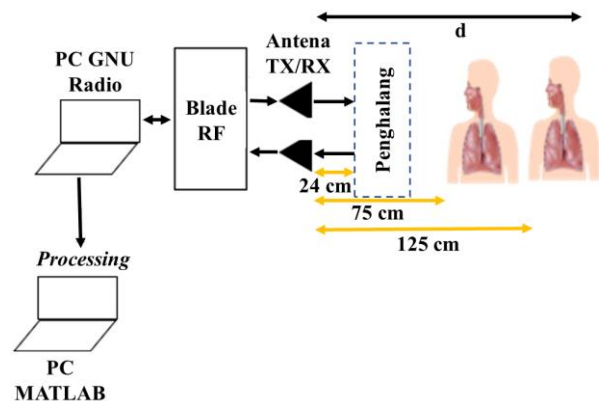 d
PC GNU
Radio
Antena
TX/RX
Blade
RF
Penghalang
24 cm
75 cm
125 cm
Processing
PC
MATLAB